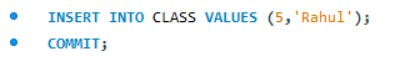 INSERT INTO CLASS VALUES (5,'Rahul');
COMMIT;